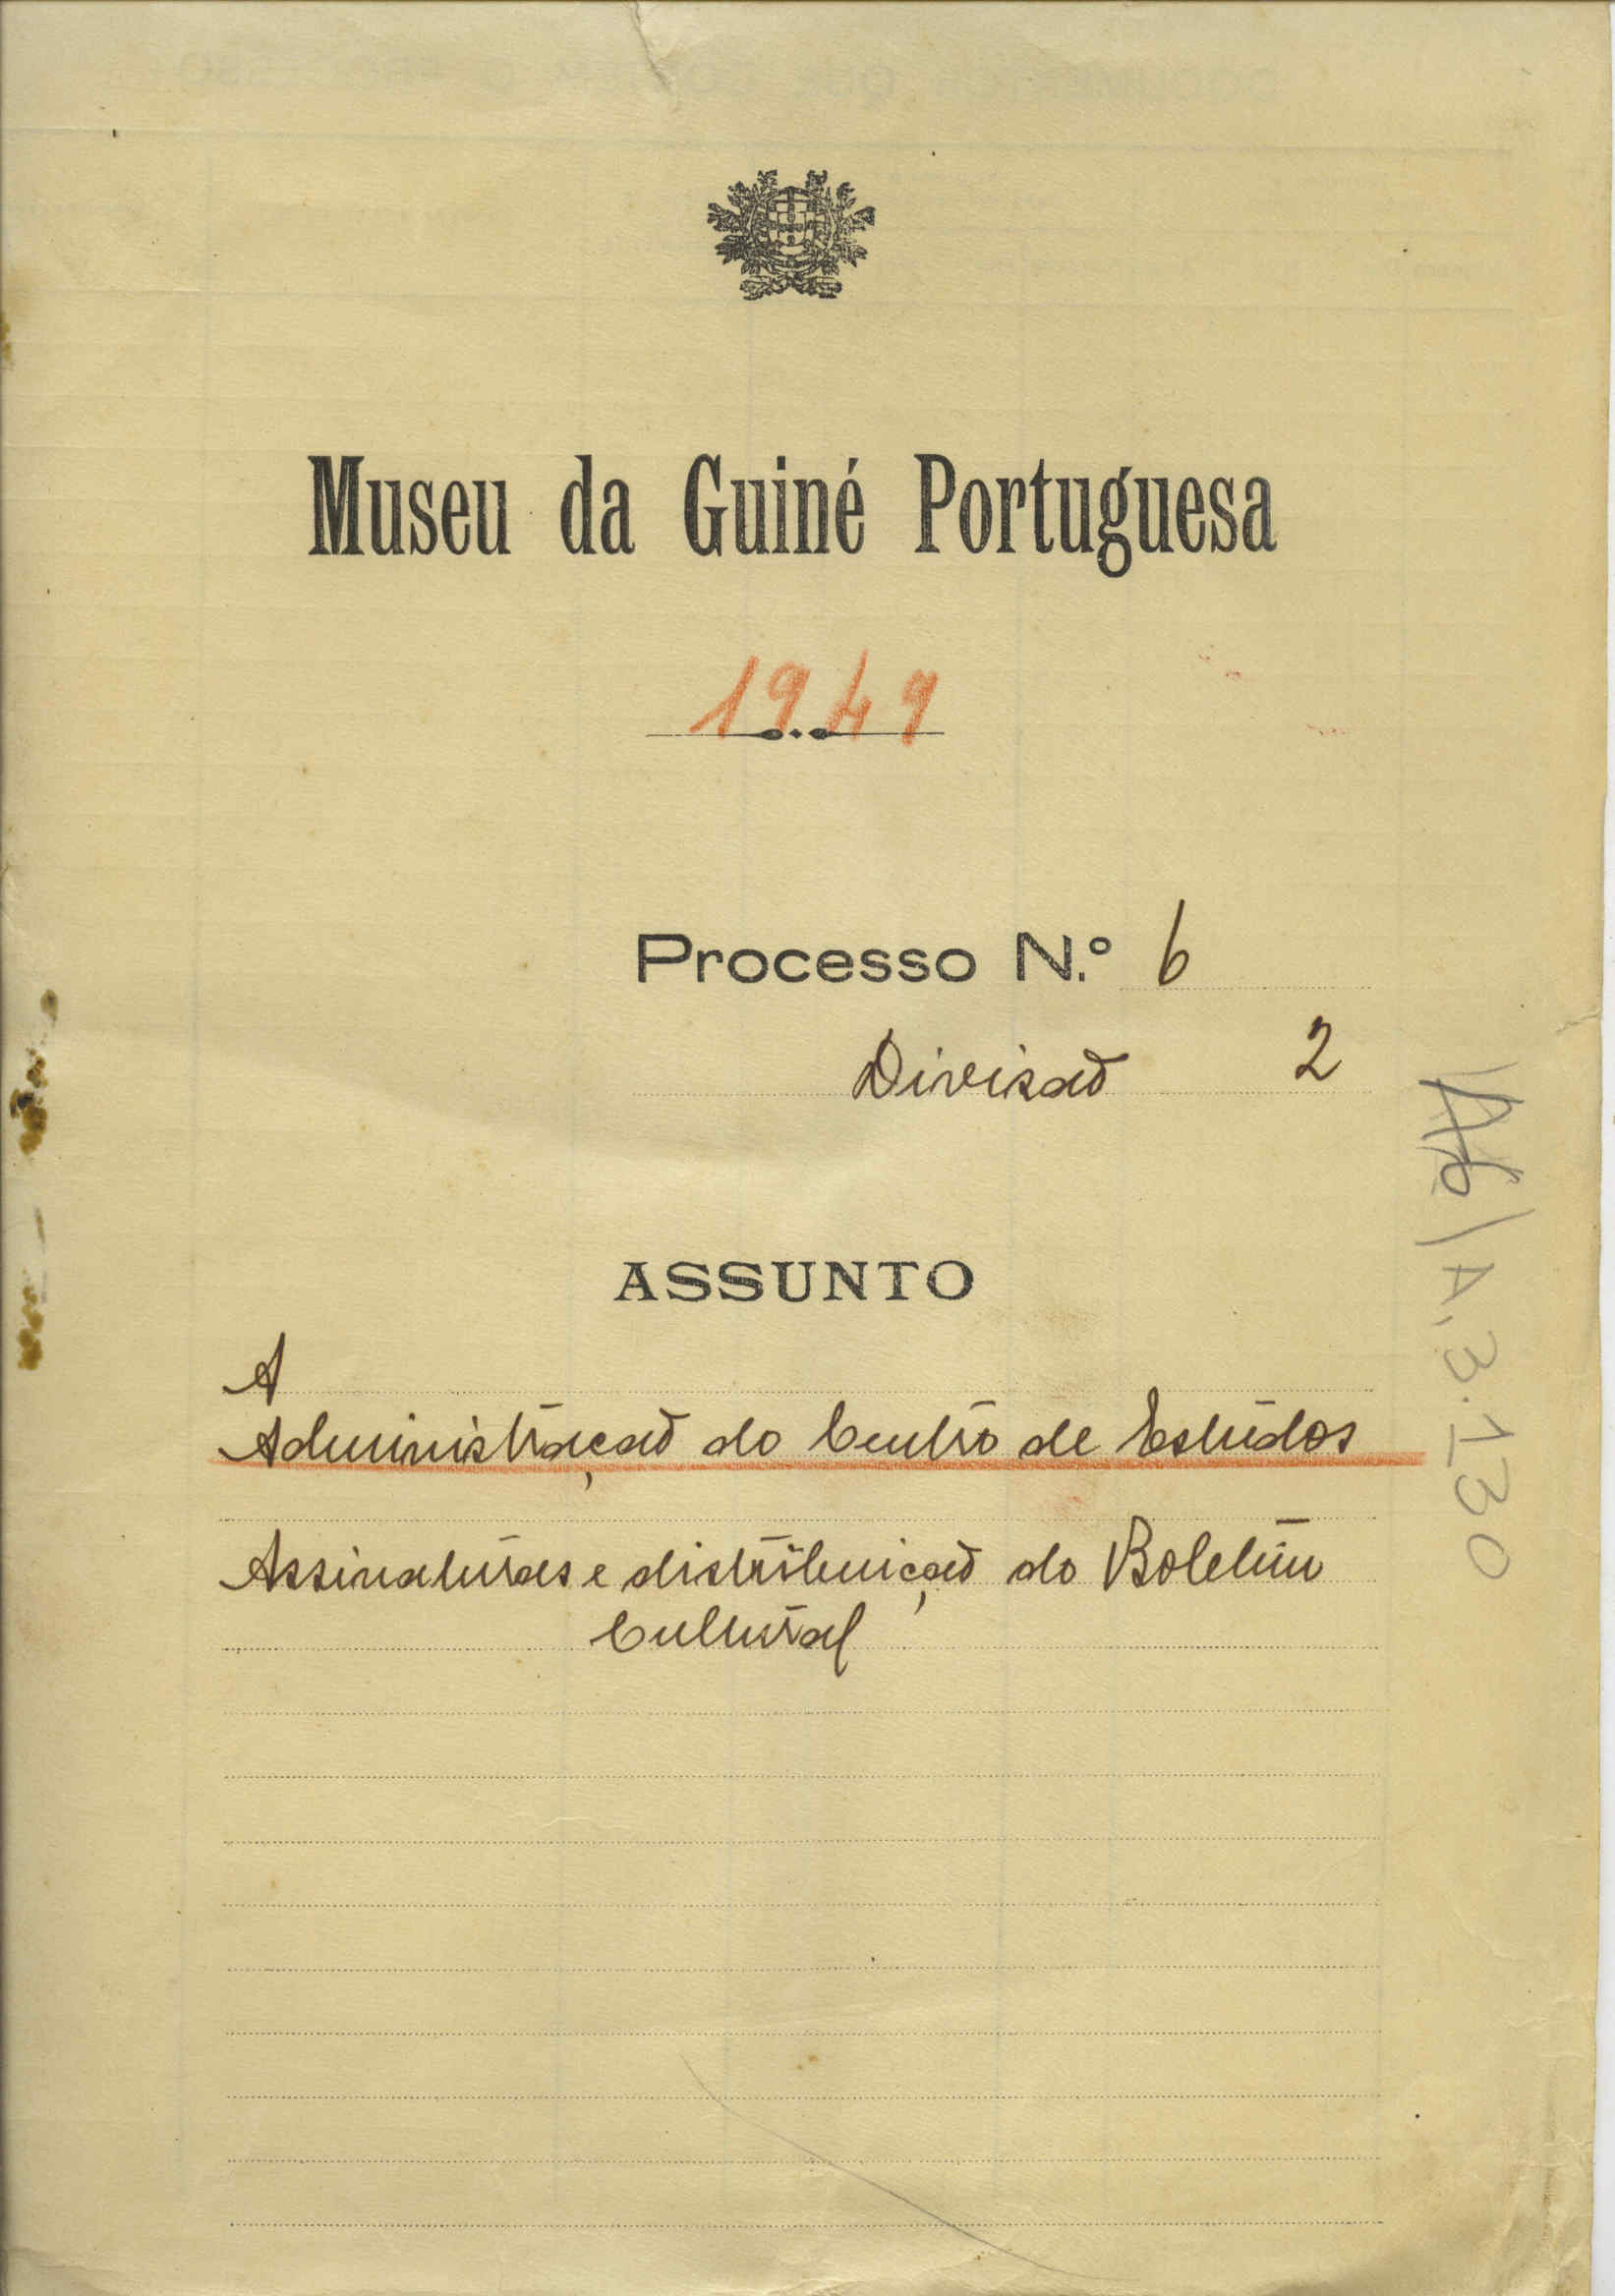 Museu da Guiné Portuguesa
1949
Processo N.º 6
Divisão 2
ASSUNTO
A
Administração do Centro de Estudos
Assinaturas e distribuição do Boletim
Cultural
A,3.130